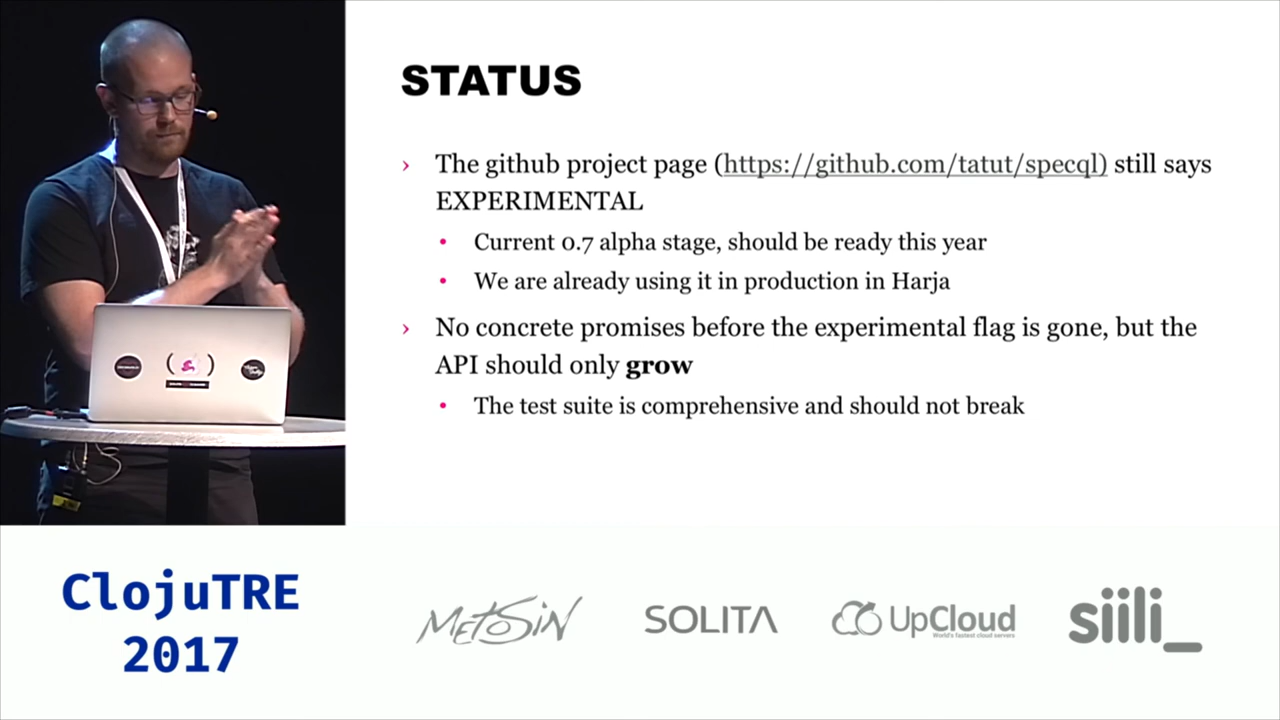 STATUS
› The github project page (https://github.com/tatut/specql) still says
EXPERIMENTAL
• Current 0.7 alpha stage, should be ready this year
• We are already using it in production in Harja
› No concrete promises before the experimental flag is gone, but the
API should only grow
• The test suite is comprehensive and should not break
ClojuTRE
2017
METOSIN
SOLITA
UpCloud
World's fastest cloud servers
siili_